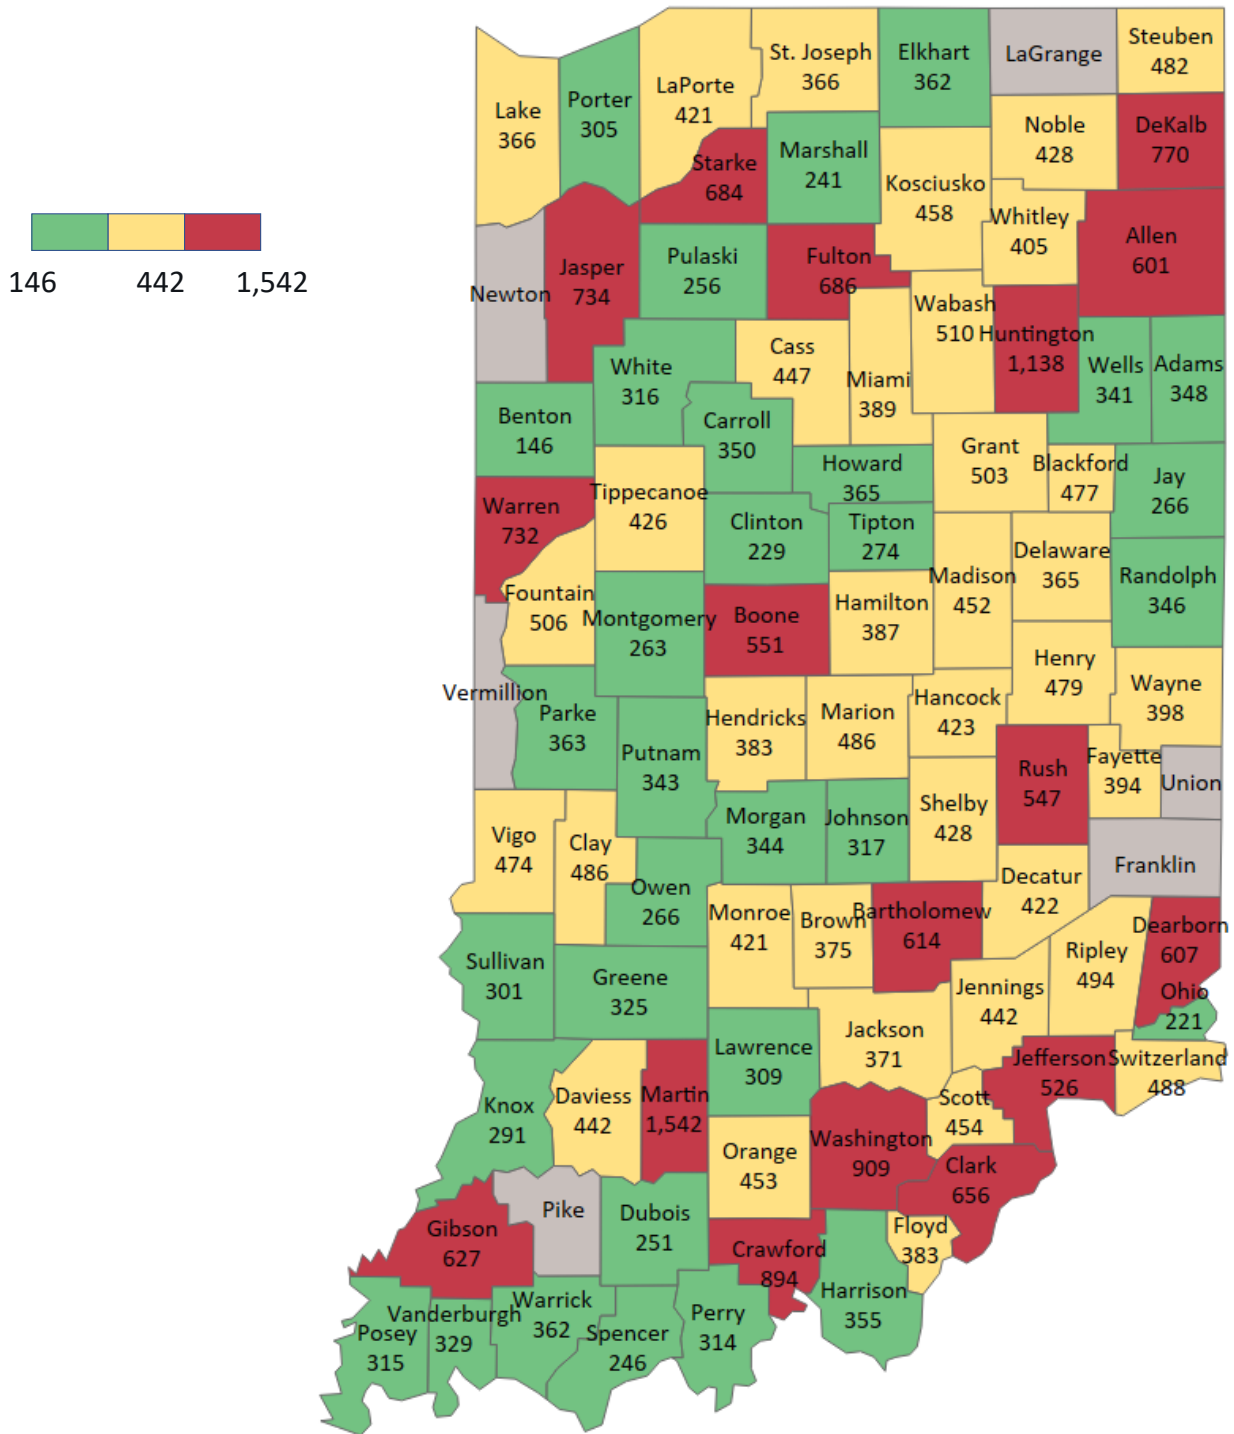 St. Joseph
366
Elkhart
362
LaGrange
Steuben
482
Lake
366
Porter
305
LaPorte
421
Noble
428
DeKalb
770
Starke
684
Marshall
241
Kosciusko
458
Whitley
405
Allen
601
146 442 1,542
Newton
Jasper
734
Pulaski
256
Fulton
686
Wabash
510
Huntington
1,138
White
316
Cass
447
Miami
389
Wells
341
Adams
348
Benton
146
Carroll
350
Grant
503
Blackford
477
Jay
266
Howard
365
Warren
732
Tippecanoe
426
Clinton
229
Tipton
274
Delaware
365
Madison
452
Randolph
346
Fountain
506
Montgomery
263
Boone
551
Hamilton
387
Henry
479
Wayne
398
Vermillion
Parke
363
Hendricks
383
Marion
486
Hancock
423
Putnam
343
Rush
547
Fayette
394
Union
Vigo
474
Clay
486
Morgan
344
Johnson
317
Shelby
428
Franklin
Owen
266
Decatur
422
Monroe
421
Brown
375
Bartholomew
614
Dearborn
607
Ripley
494
Sullivan
301
Greene
325
Jennings
442
Ohio
221
Jackson
371
Lawrence
309
Jefferson
526
Switzerland
488
Knox
291
Daviess
442
Martin
1,542
Scott
454
Orange
453
Washington
909
Clark
656
Pike
Dubois
251
Gibson
627
Floyd
383
Crawford
894
Harrison
355
Posey
315
Vanderburgh
329
Warrick
362
Spencer
246
Perry
314